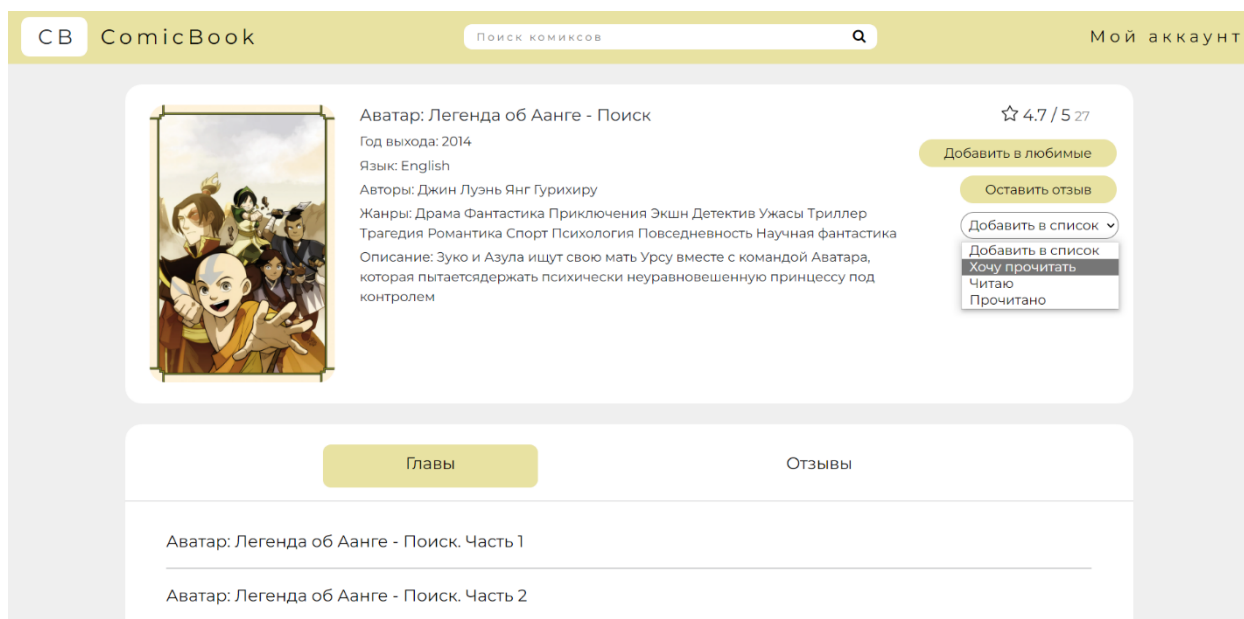 CB ComicBook Поиск комиксов Мой аккаунт
Аватар: Легенда об Аанге - Поиск
Год выхода: 2014
Язык: English
Авторы: Джин Луэнь Янг Гурихиру
Жанры: Драма Фантастика Приключения Экшн Детектив Ужасы Триллер
Трагедия Романтика Спорт Психология Повседневность Научная фантастика
Описание: Зуко и Азула ищут свою мать Урсу вместе с командой Аватара,
которая пытаетсядержать психически неуравновешенную принцессу под
контролем
4.7 / 5 27
Добавить в любимые
Оставить отзыв
Добавить в список
Добавить в список
Хочу прочитать
Читаю
Прочитано
Главы Отзывы
Аватар: Легенда об Аанге - Поиск. Часть 1
Аватар: Легенда об Аанге - Поиск. Часть 2